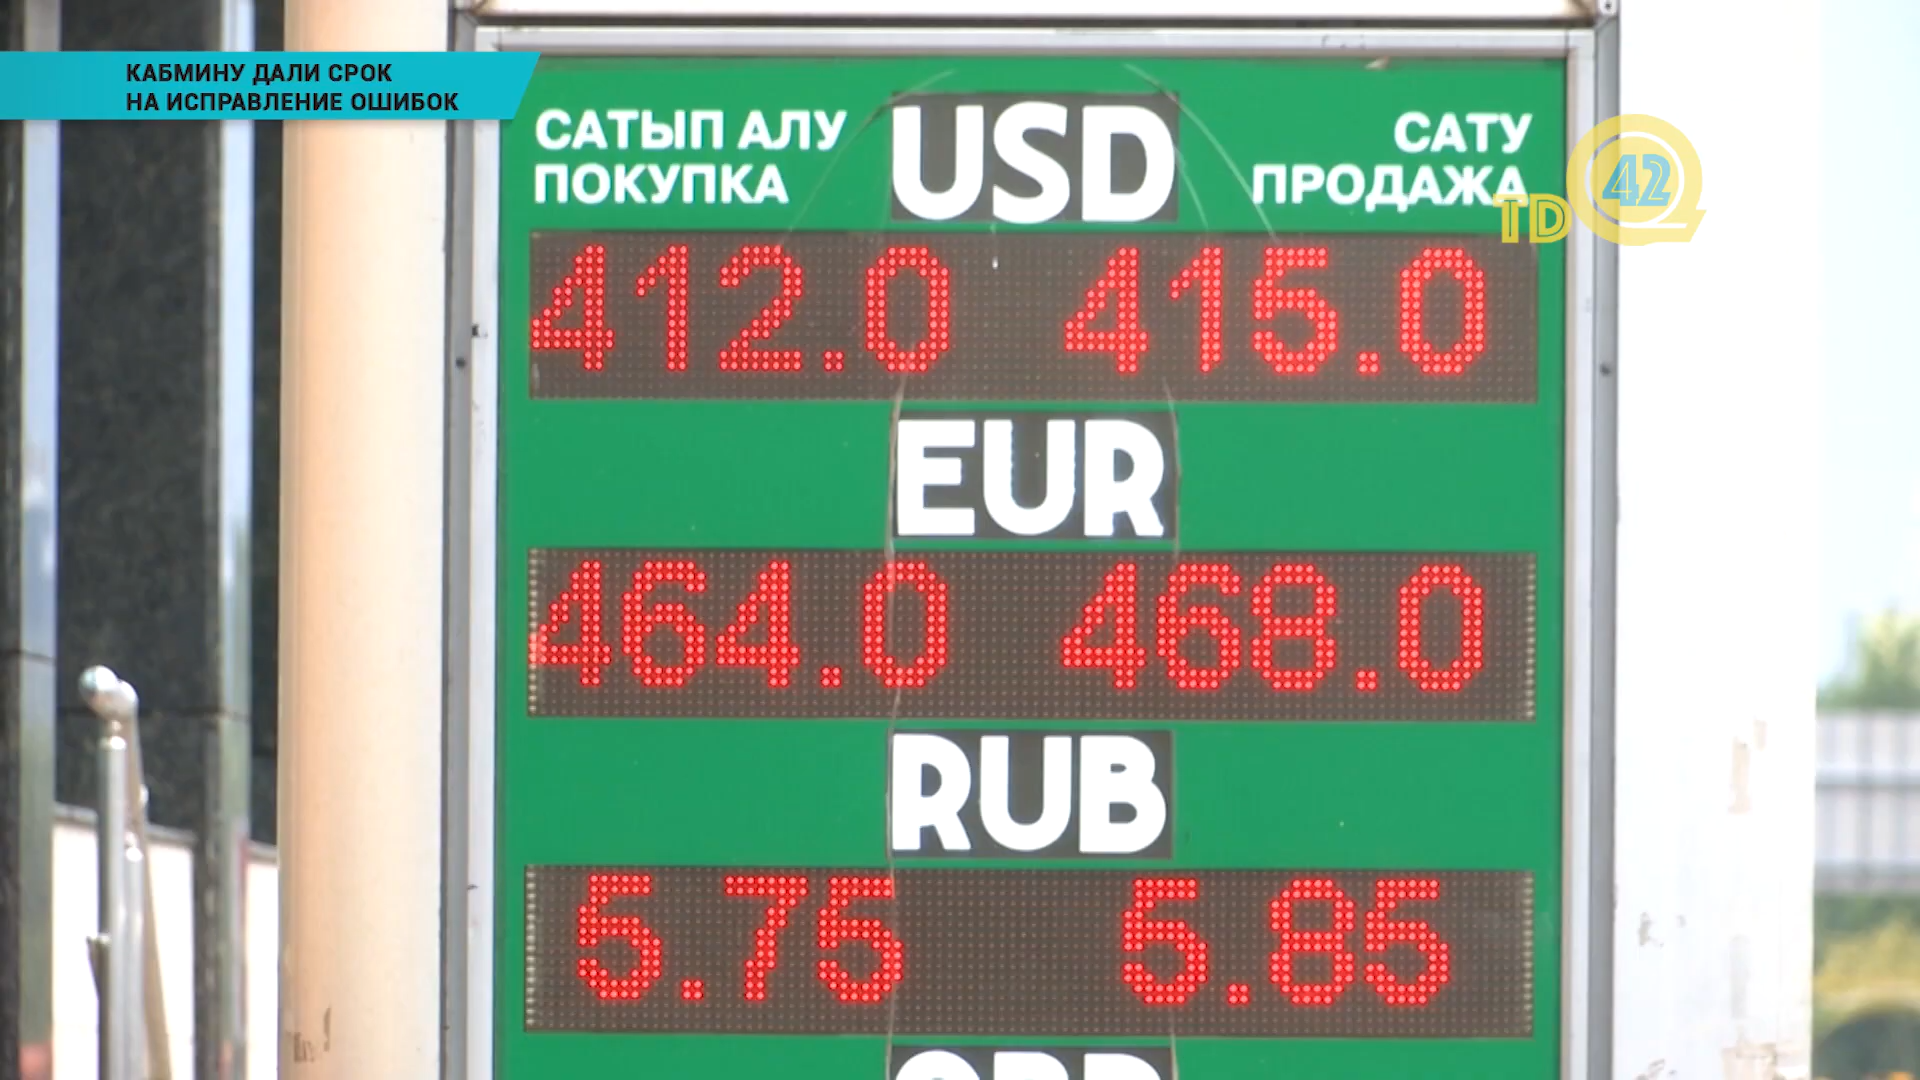 КАБМИНУ ДАЛИ СРОК
НА ИСПРАВЛЕНИЕ ОШИБОК
САТЫП АЛУ USD САТУ
ПОКУПКА ПРОДАЖА
TD 42
412.0 415.0
EUR
464.0 468.0
RUB
5.75 5.85